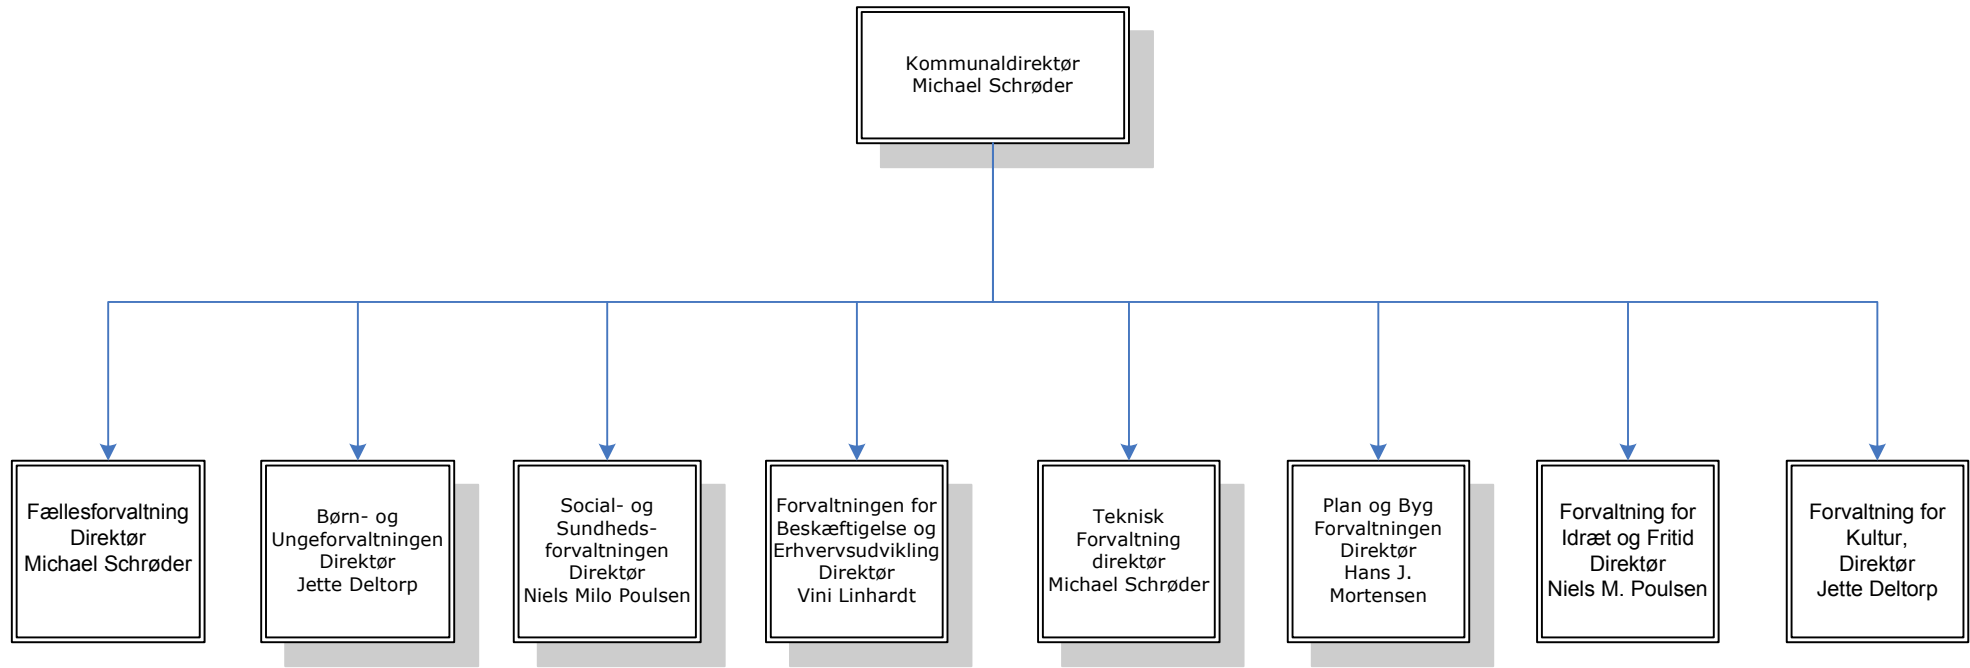 Kommunaldirektør
Michael Schrøder
Fællesforvaltning
Direktør
Michael Schrøder
Børn- og
Ungeforvaltningen
Direktør
Jette Deltorp
Social- og
Sundheds-
forvaltningen
Direktør
Niels Milo Poulsen
Forvaltningen for
Beskæftigelse og
Erhvervsudvikling
Direktør
Vini Linhardt
Teknisk
Forvaltning
direktør
Michael Schrøder
Plan og Byg
Forvaltningen
Direktør
Hans J.
Mortensen
Forvaltning for
Idræt og Fritid
Direktør
Niels M. Poulsen
Forvaltning for
Kultur,
Direktør
Jette Deltorp